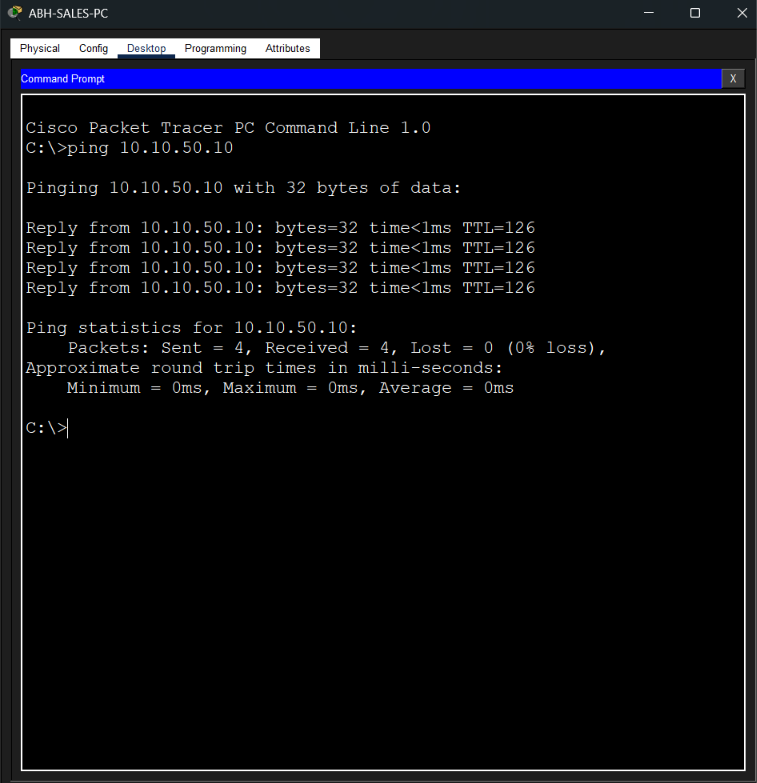 ABH-SALES-PC
Physical Config Desktop Programming Attributes
Command Prompt X
Cisco Packet Tracer PC Command Line 1.0
C:\>ping 10.10.50.10
Pinging 10.10.50.10 with 32 bytes of data:
Reply from 10.10.50.10: bytes=32 time<1ms TTL=126
Reply from 10.10.50.10: bytes=32 time<1ms TTL=126
Reply from 10.10.50.10: bytes=32 time<1ms TTL=126
Reply from 10.10.50.10: bytes=32 time<1ms TTL=126
Ping statistics for 10.10.50.10:
Packets: Sent = 4, Received = 4, Lost = 0 (0% loss),
Approximate round trip times in milli-seconds:
Minimum = 0ms, Maximum = 0ms, Average = 0ms
C:\>